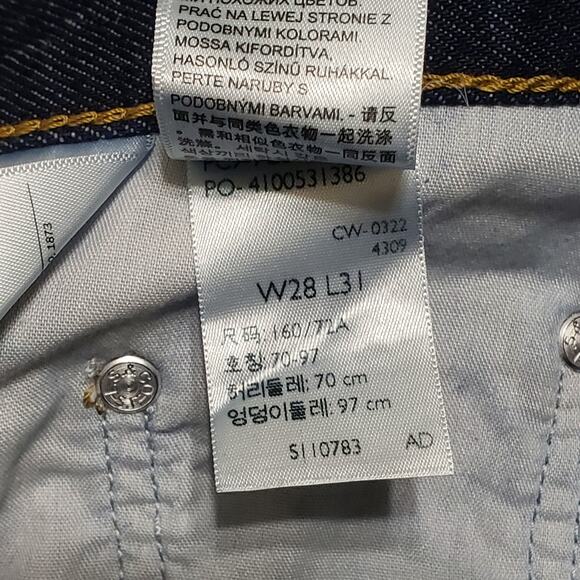 PRAĆ NA LEWEJ STRONIE Z
PODOBNYMI KOLORAMI
MOSSA KIFORDÍTVA,
HASONLÓ SZÍNŰ RUHÁKKAL
PERTE NARUBY S
PODOBNÝMI BARVAMI. - 请反
面并与同类色衣物一起洗涤
PO- 4100531386
CW-0322
4309
W28 L31
尺码: 160/72A
호칭 70-97
허리둘레: 70 cm
엉덩이둘레: 97 cm
S110783 AD
1873